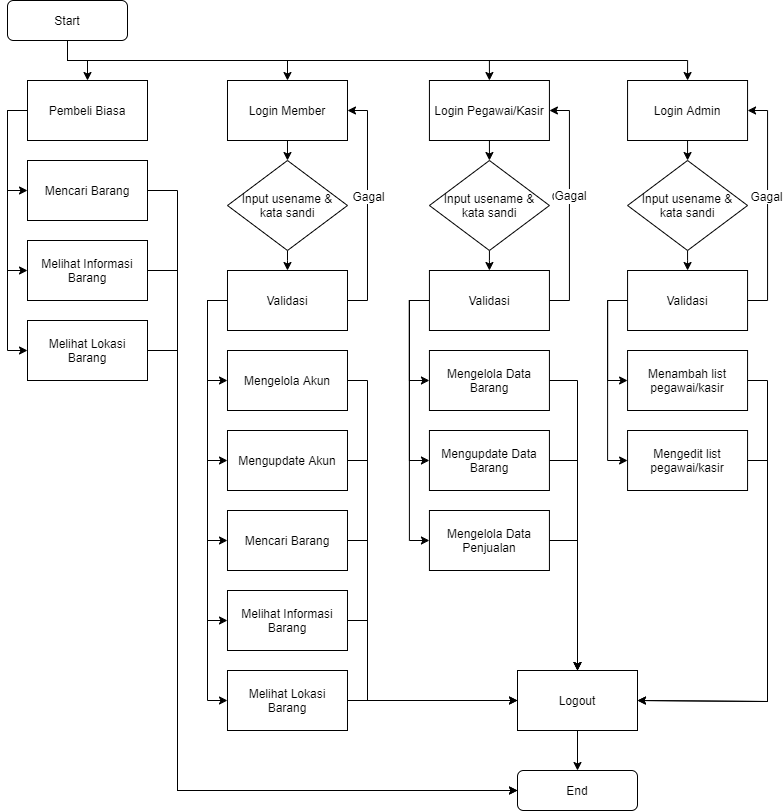 Start
Pembeli Biasa
Login Member
Login Pegawai/Kasir
Login Admin
Mencari Barang
Input usename &
kata sandi
Gagal
Input usename &
kata sandi
Gagal
Input usename &
kata sandi
Gagal
Melihat Informasi
Barang
Validasi
Validasi
Validasi
Melihat Lokasi
Barang
Mengelola Akun
Mengelola Data
Barang
Menambah list
pegawai/kasir
Mengupdate Akun
Mengupdate Data
Barang
Mengedit list
pegawai/kasir
Mencari Barang
Mengelola Data
Penjualan
Melihat Informasi
Barang
Melihat Lokasi
Barang
Logout
End